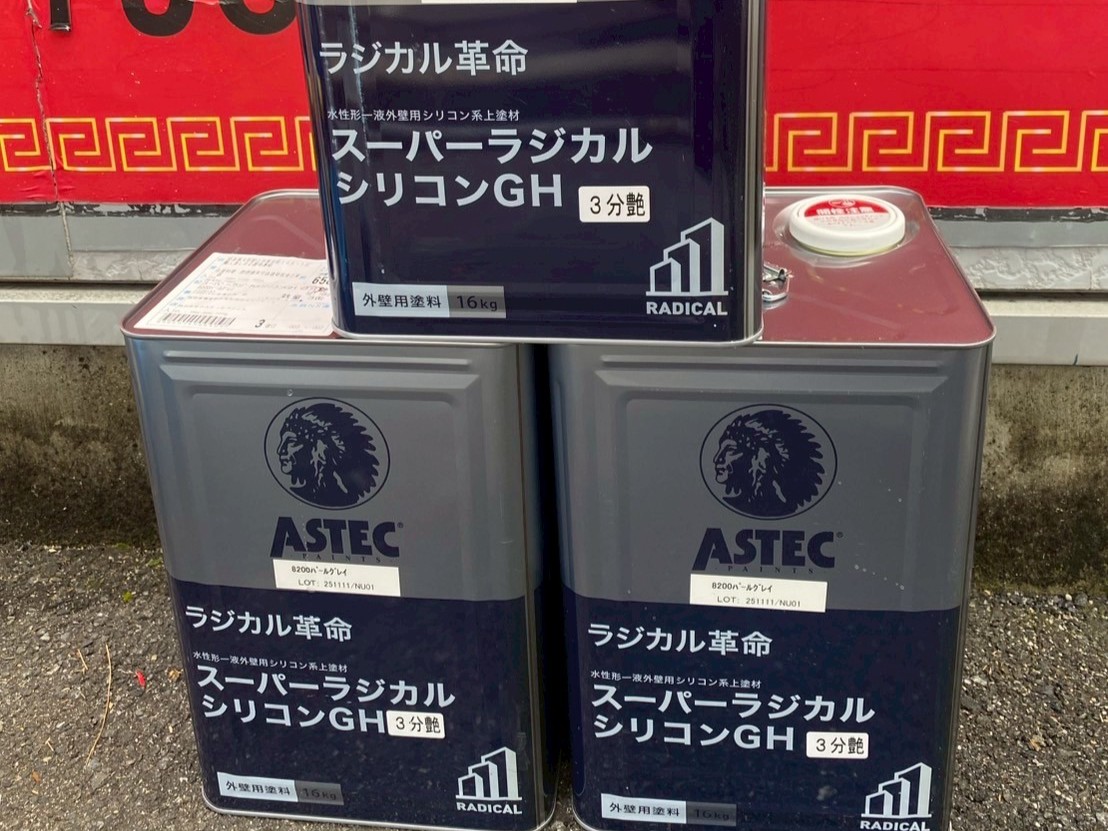 ラジカル革命
水性形一液外壁用シリコン系上塗材
スーパーラジカル
シリコンGH 3分艶
外壁用塗料 16kg
RADICAL
ASTEC®
PAINTS
8200パールグレイ
LOT: 251111/NU01
ラジカル革命
水性形一液外壁用シリコン系上塗材
スーパーラジカル
シリコンGH 3分艶
外壁用塗料 16kg
RADICAL
開栓注意
ASTEC®
PAINTS
8200パールグレイ
LOT: 251111/NU01
ラジカル革命
水性形一液外壁用シリコン系上塗材
スーパーラジカル
シリコンGH 3分艶
外壁用塗料 16kg
RADICAL